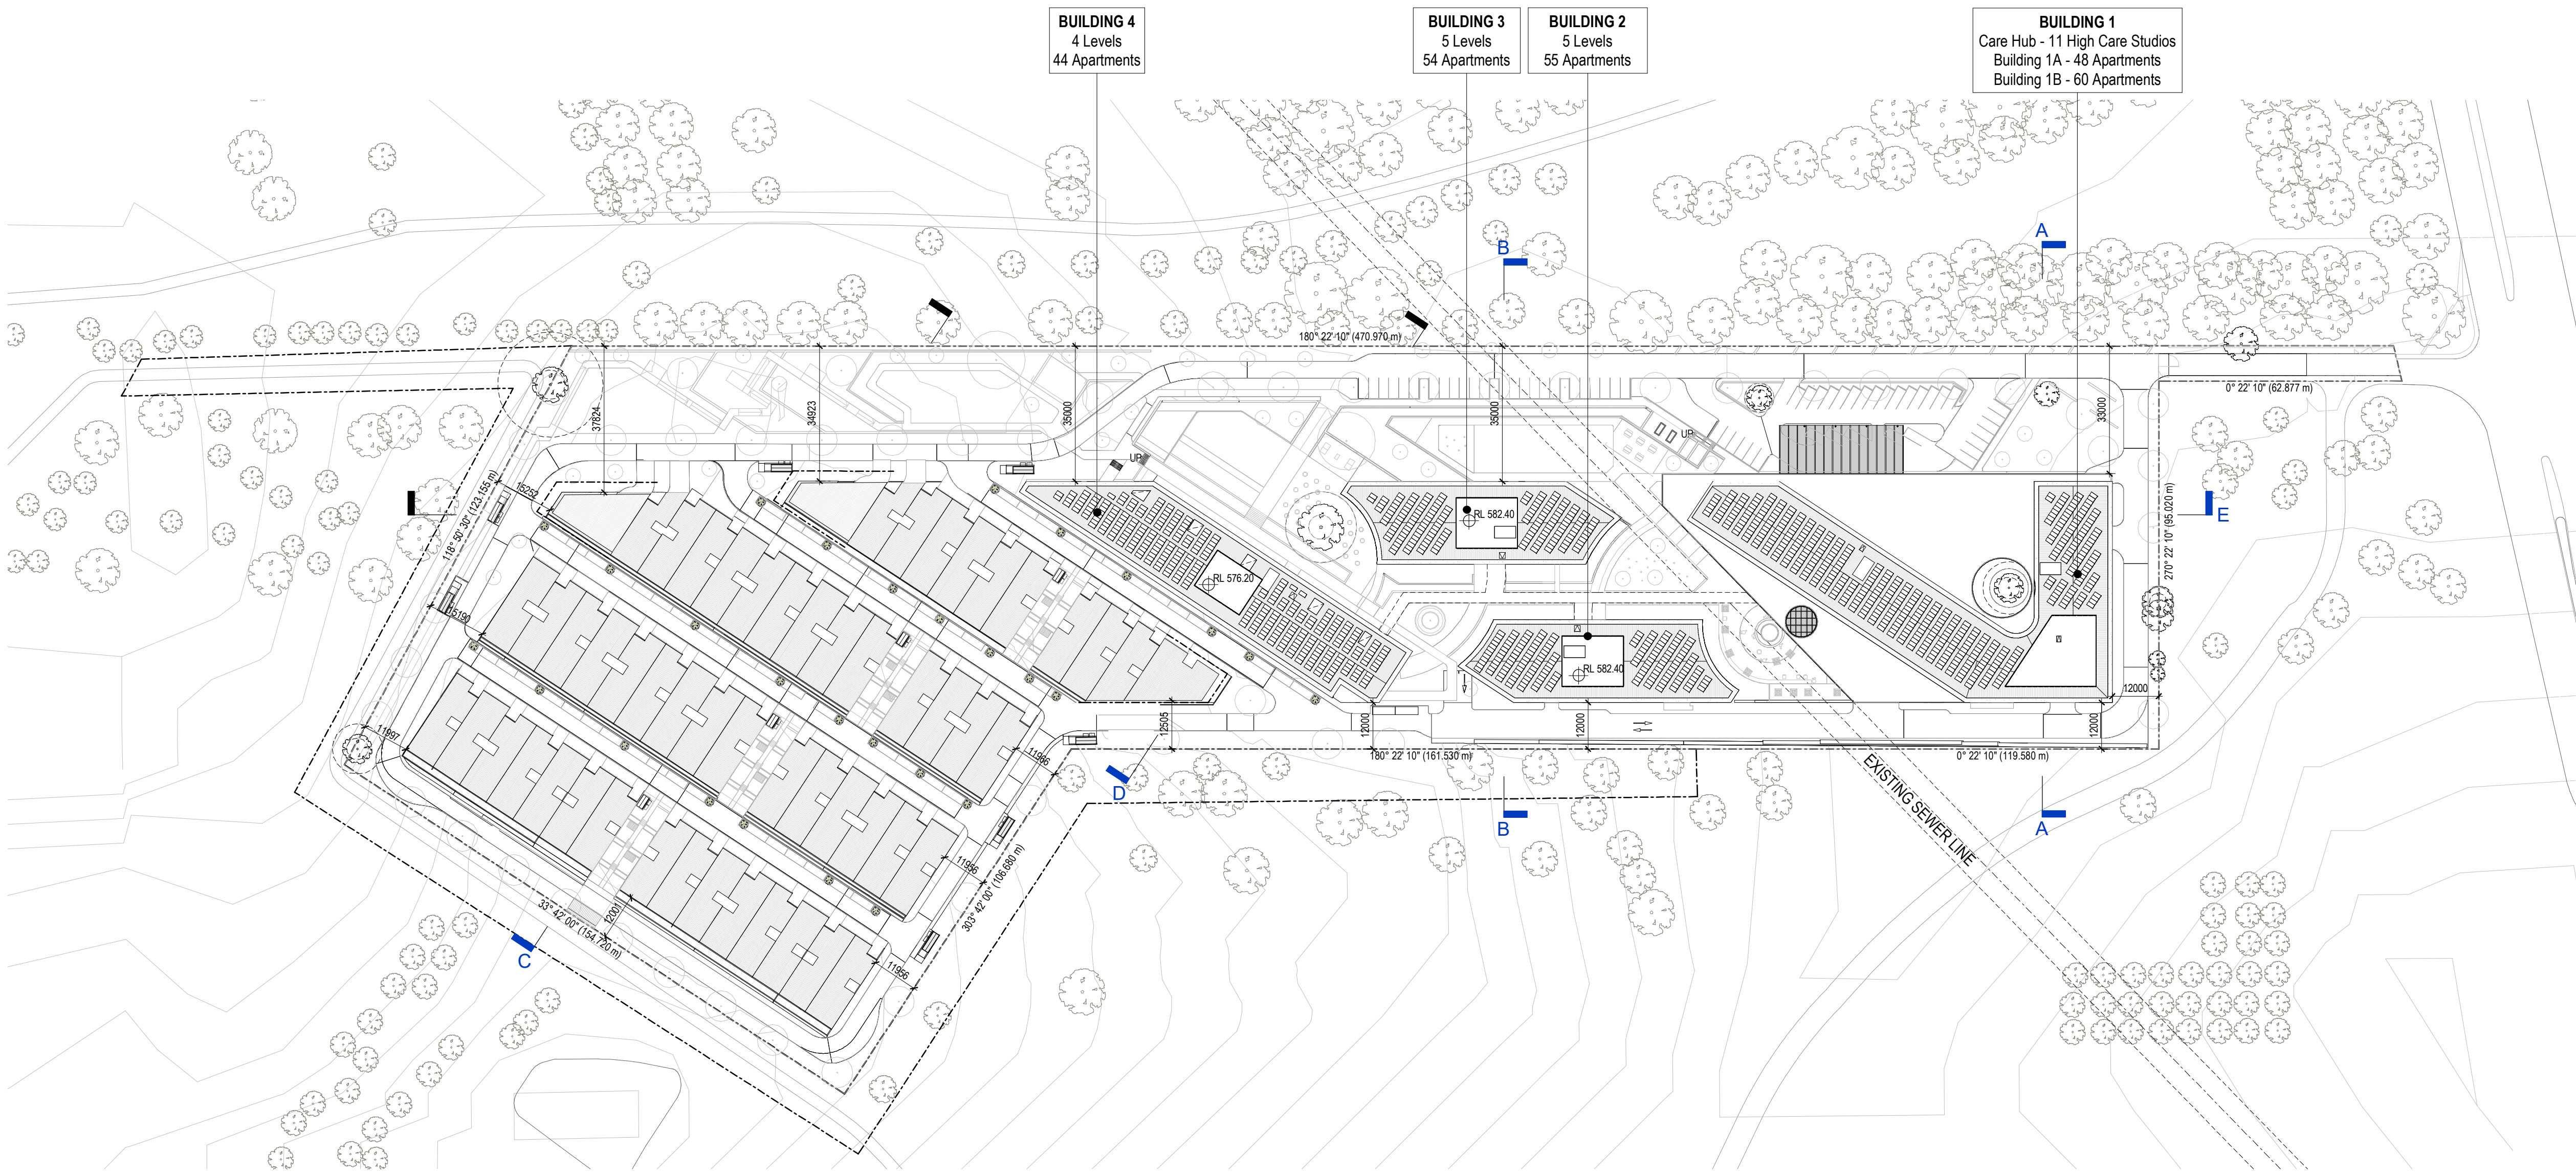 BUILDING 4
4 Levels
44 Apartments
BUILDING 3
5 Levels
54 Apartments
BUILDING 2
5 Levels
55 Apartments
BUILDING 1
Care Hub - 11 High Care Studios
Building 1A - 48 Apartments
Building 1B - 60 Apartments
A
B
180° 22' 10" (470.970 m)
0° 22' 10" (62.877 m)
37824
34923
35000
35000
33000
UP
UP
15252
118° 50' 30" (123.155 m)
RL 582.40
E
270° 22' 10" (95.020 m)
RL 576.20
15190
RL 582.40
12000
11997
12505
12000
12000
12000
11966
180° 22' 10" (161.530 m)
0° 22' 10" (119.580 m)
EXISTING SEWER LINE
D
B
A
11956
303° 42' 00" (106.680 m)
12001
33° 42' 00" (154.720 m)
C
11956